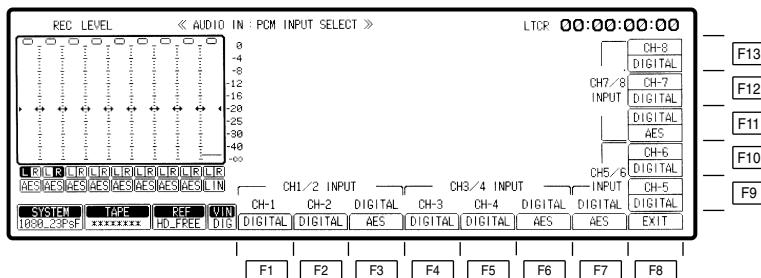 REC LEVEL
≪ AUDIO IN : PCM INPUT SELECT ≫
LTCR 00:00:00:00
0
-4
-8
-12
-16
-20
-25
-30
-40
-∞
L R L R L R L R L R L R L R L R
AES AES AES AES AES AES AES LIN
SYSTEM TAPE REF VIN
1080_23PsF ******** HD_FREE DIG
CH1/2 INPUT
CH-1 CH-2 DIGITAL
DIGITAL DIGITAL AES
CH3/4 INPUT
CH-3 CH-4 DIGITAL
DIGITAL DIGITAL AES
CH5/6 INPUT
DIGITAL
AES
CH7/8 INPUT
CH-8
DIGITAL
CH-7
DIGITAL
DIGITAL
AES
CH-6
DIGITAL
CH-5
DIGITAL
EXIT
F13
F12
F11
F10
F9
F1 F2 F3 F4 F5 F6 F7 F8